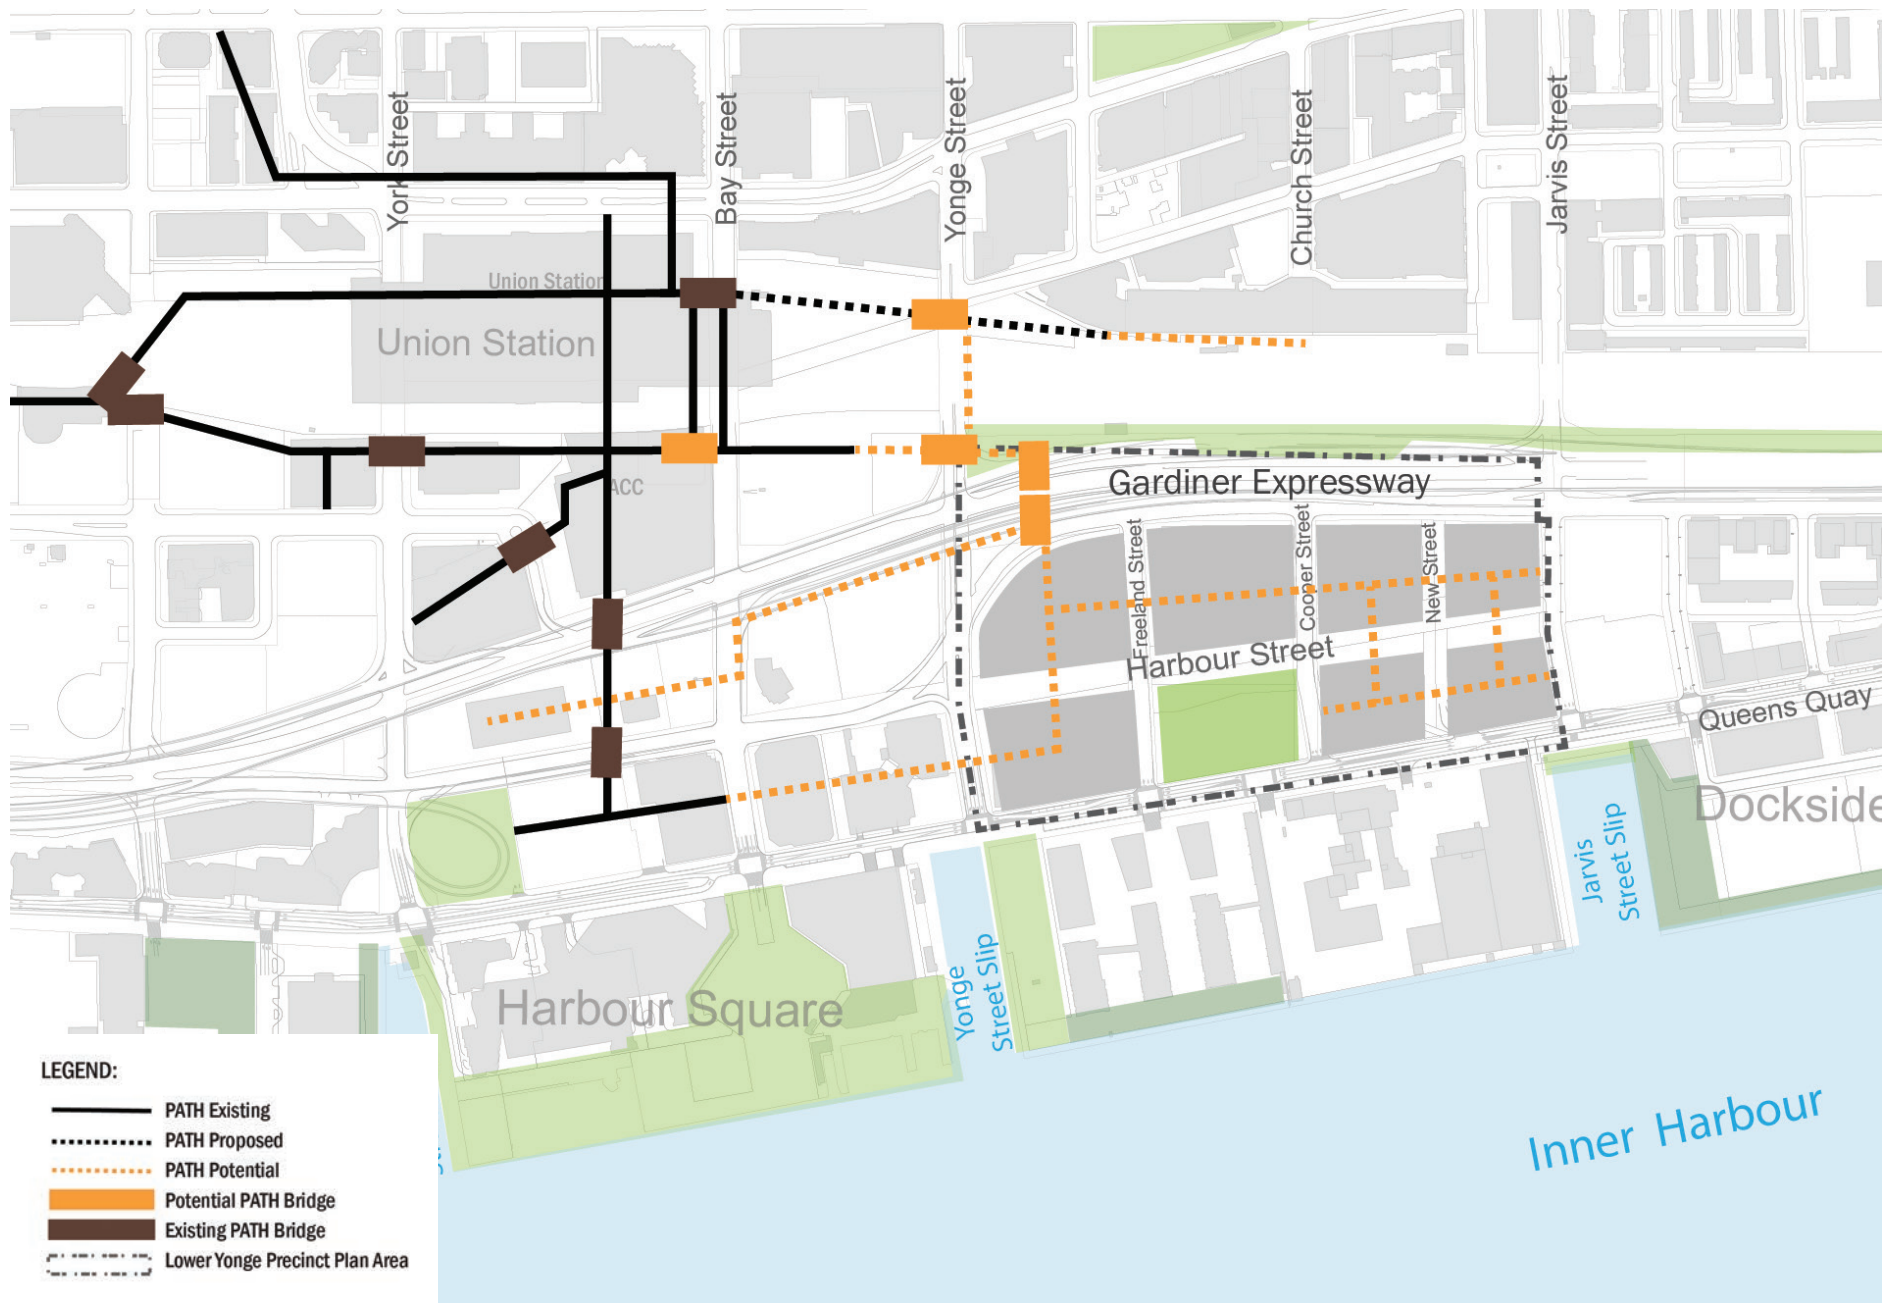 York Street
Bay Street
Yonge Street
Church Street
Jarvis Street
Union Station
Union Station
ACC
Gardiner Expressway
Freeland Street
Cooper Street
New Street
Harbour Street
Queens Quay
Dockside
Jarvis
Street Slip
Yonge
Street Slip
Harbour Square
Inner Harbour
LEGEND:
PATH Existing
PATH Proposed
PATH Potential
Potential PATH Bridge
Existing PATH Bridge
Lower Yonge Precinct Plan Area